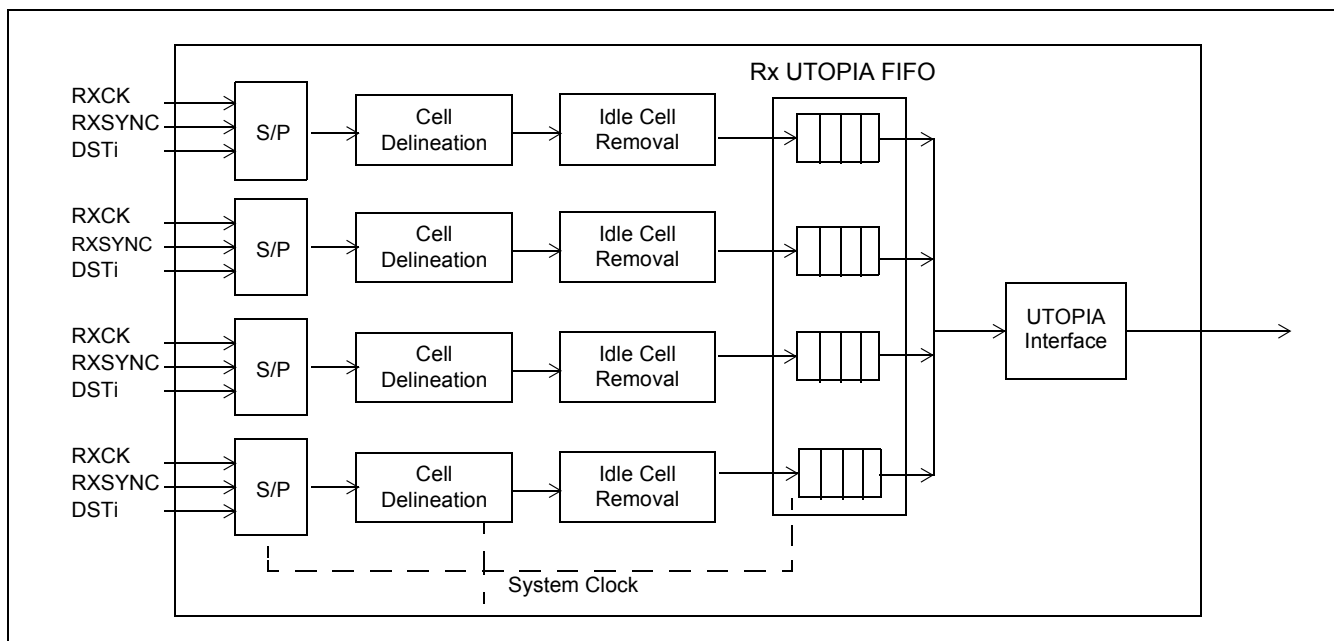 Rx UTOPIA FIFO
RXCK
RXSYNC
DSTi
S/P
Cell
Delineation
Idle Cell
Removal
RXCK
RXSYNC
DSTi
S/P
Cell
Delineation
Idle Cell
Removal
RXCK
RXSYNC
DSTi
S/P
Cell
Delineation
Idle Cell
Removal
UTOPIA
Interface
RXCK
RXSYNC
DSTi
S/P
Cell
Delineation
Idle Cell
Removal
System Clock